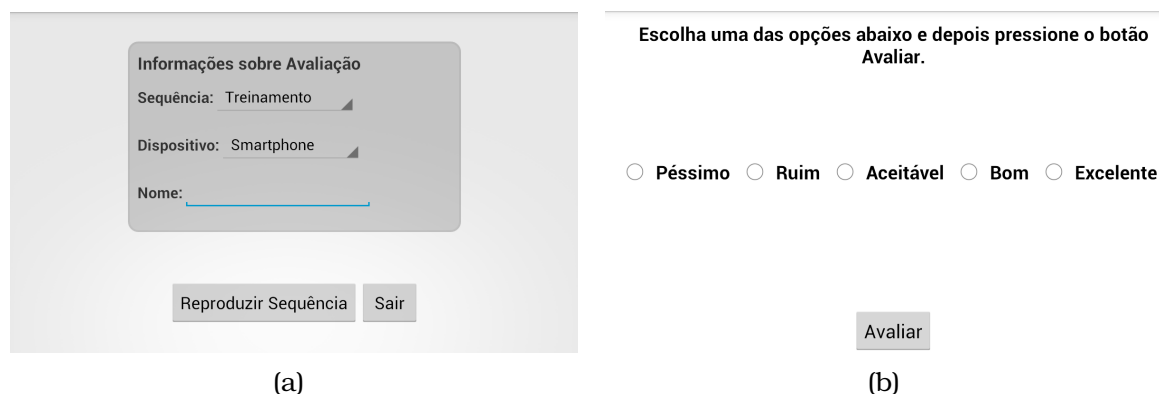 Informações sobre Avaliação
Sequência: Treinamento
Dispositivo: Smartphone
Nome:
Reproduzir Sequência Sair
(a)
Escolha uma das opções abaixo e depois pressione o botão
Avaliar.
Péssimo Ruim Aceitável Bom Excelente
Avaliar
(b)